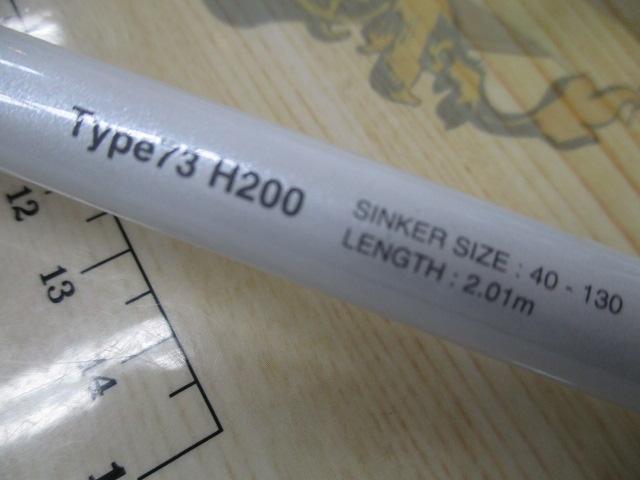 Type73 H200
SINKER SIZE : 40 - 130
LENGTH : 2.01m
12
13
14